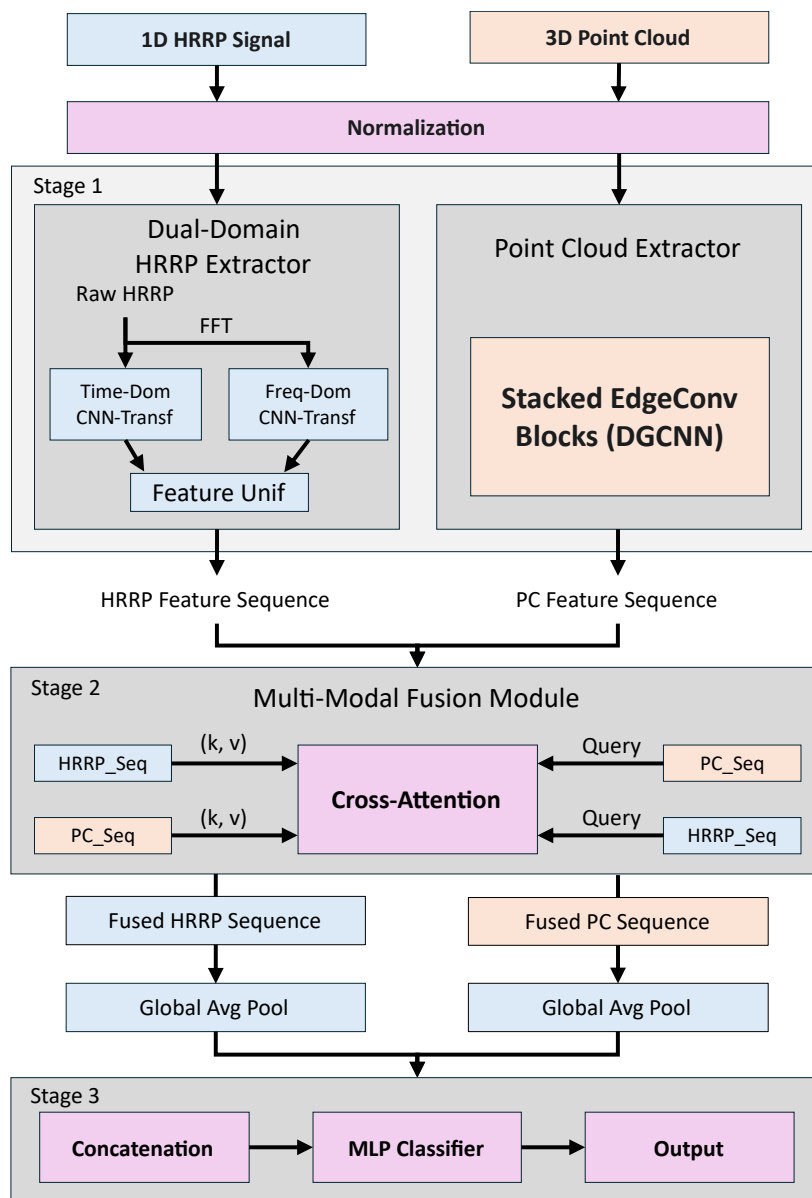 1D HRRP Signal
3D Point Cloud
Normalization
Stage 1
Dual-Domain
HRRP Extractor
Raw HRRP
FFT
Time-Dom
CNN-Transf
Freq-Dom
CNN-Transf
Feature Unif
Point Cloud Extractor
Stacked EdgeConv
Blocks (DGCNN)
HRRP Feature Sequence
PC Feature Sequence
Stage 2
Multi-Modal Fusion Module
HRRP_Seq
(k, v)
Cross-Attention
Query
PC_Seq
PC_Seq
(k, v)
Query
HRRP_Seq
Fused HRRP Sequence
Fused PC Sequence
Global Avg Pool
Global Avg Pool
Stage 3
Concatenation
MLP Classifier
Output